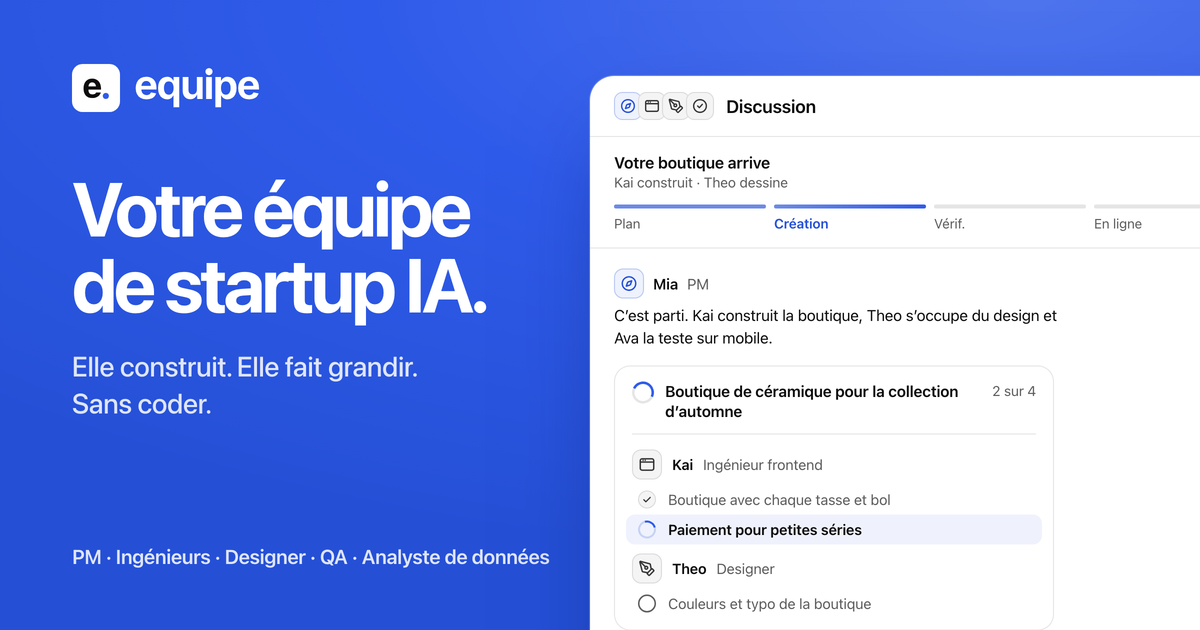 e. equipe
Votre équipe
de startup IA.
Elle construit. Elle fait grandir.
Sans coder.
PM · Ingénieurs · Designer · QA · Analyste de données
Discussion
Votre boutique arrive
Kai construit · Theo dessine
Plan
Création
Vérif.
En ligne
Mia PM
C’est parti. Kai construit la boutique, Theo s’occupe du design et
Ava la teste sur mobile.
Boutique de céramique pour la collection
d’automne
2 sur 4
Kai Ingénieur frontend
Boutique avec chaque tasse et bol
Paiement pour petites séries
Theo Designer
Couleurs et typo de la boutique